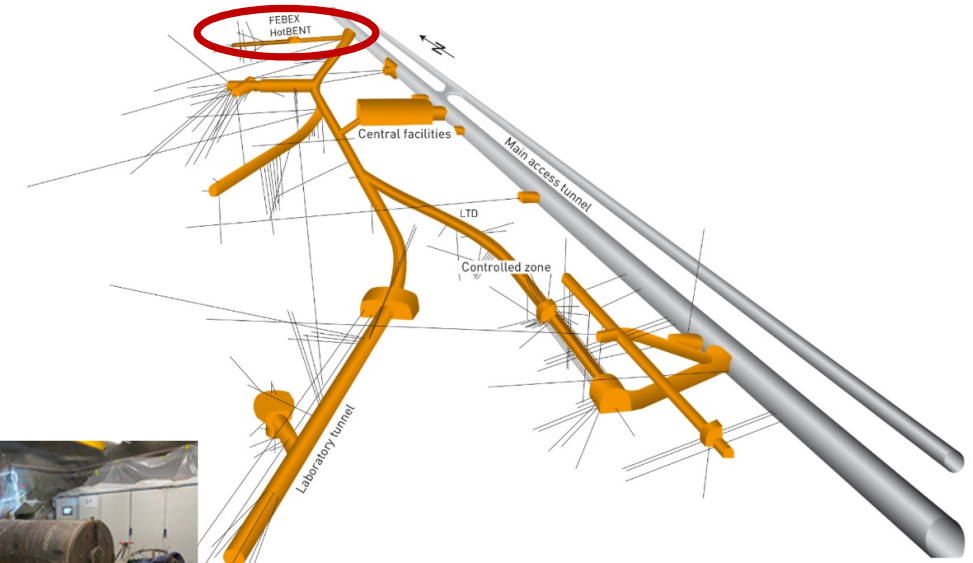 FEBEX
HotBENT
N
Central facilities
Main access tunnel
LTD
Controlled zone
Laboratory tunnel